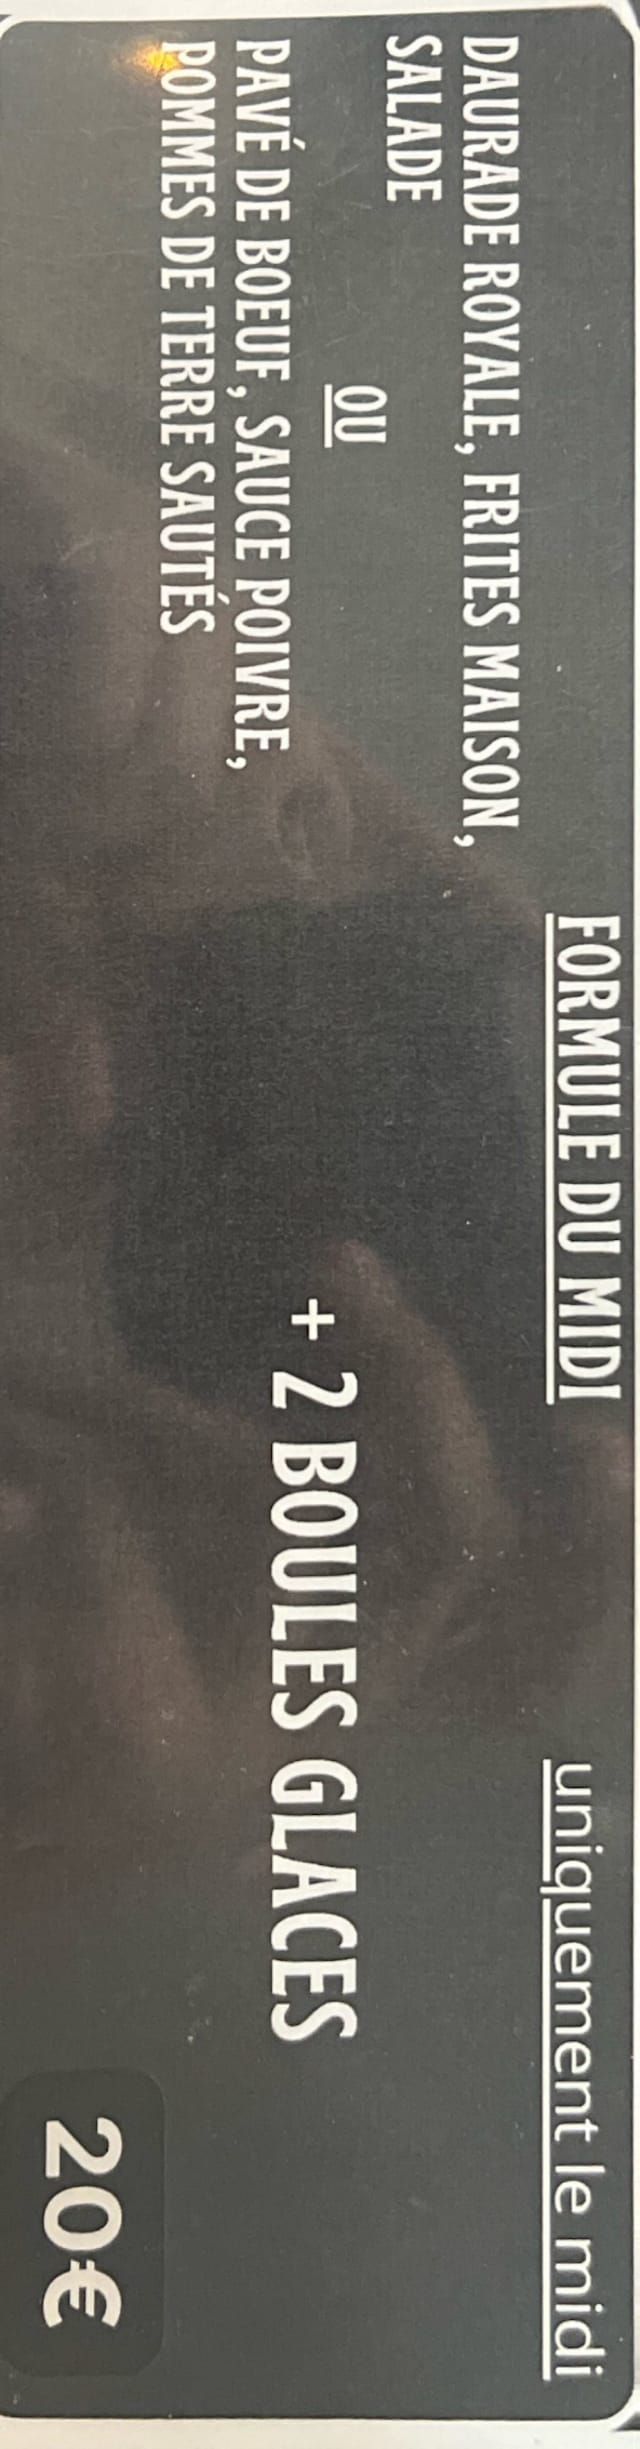 FORMULE DU MIDI
uniquement le midi
DAURADE ROYALE, FRITES MAISON,
SALADE
OU
PAVÉ DE BOEUF, SAUCE POIVRE,
POMMES DE TERRE SAUTÉS
+ 2 BOULES GLACES
20€